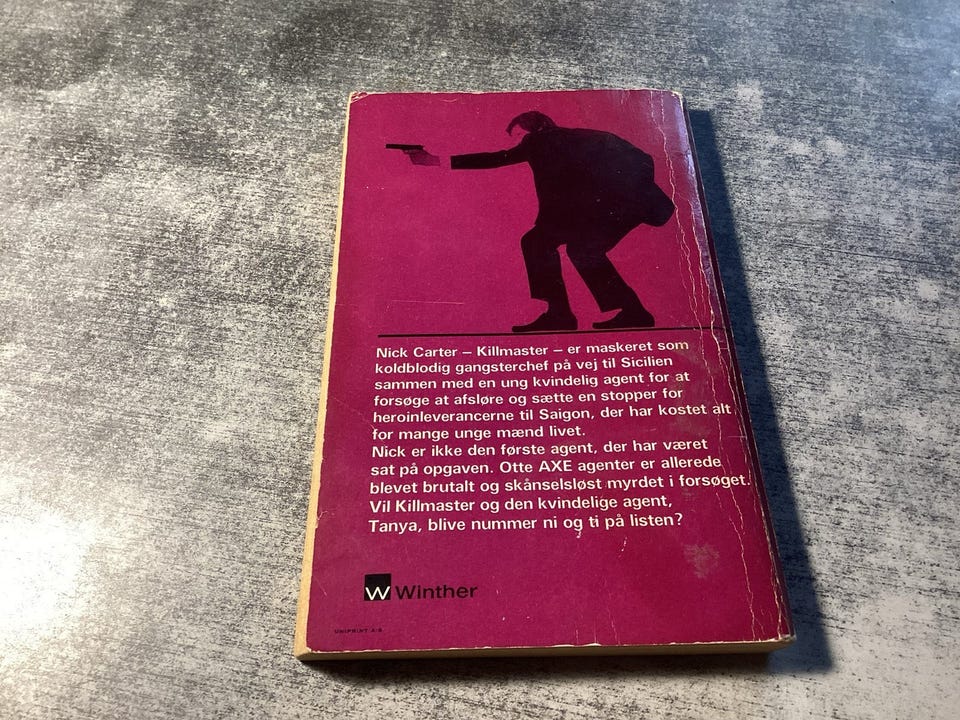 Nick Carter – Killmaster – er maskeret som
koldblodig gangsterchef på vej til Sicilien
sammen med en ung kvindelig agent for at
forsøge at afsløre og sætte en stopper for
heroinleverancerne til Saigon, der har kostet alt
for mange unge mænd livet.
Nick er ikke den første agent, der har været
sat på opgaven. Otte AXE agenter er allerede
blevet brutalt og skånselsløst myrdet i forsøget.
Vil Killmaster og den kvindelige agent,
Tanya, blive nummer ni og ti på listen?
W Winther
UNIPRINT A/S